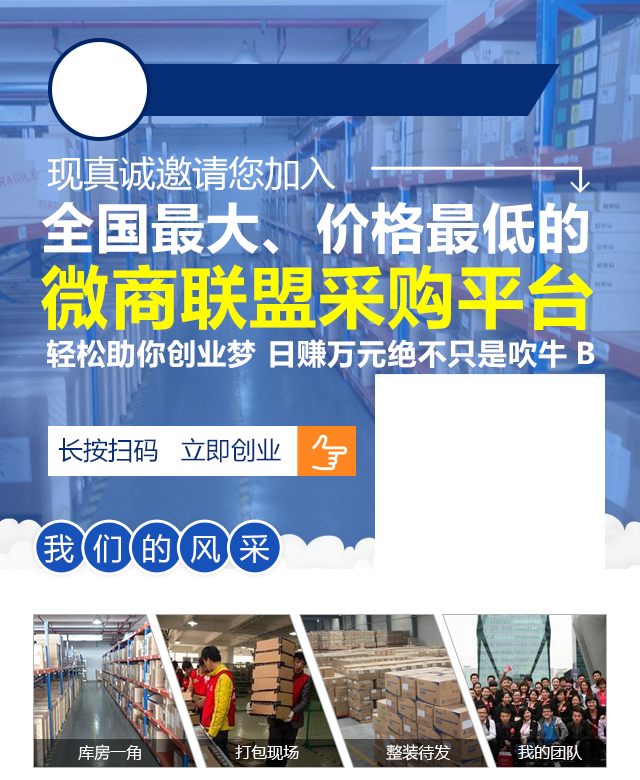 现真诚邀请您加入
全国最大、价格最低的
微商联盟采购平台
轻松助你创业梦 日赚万元绝不只是吹牛 B
长按扫码 立即创业
我们的风采
库房一角 打包现场 整装待发 我的团队